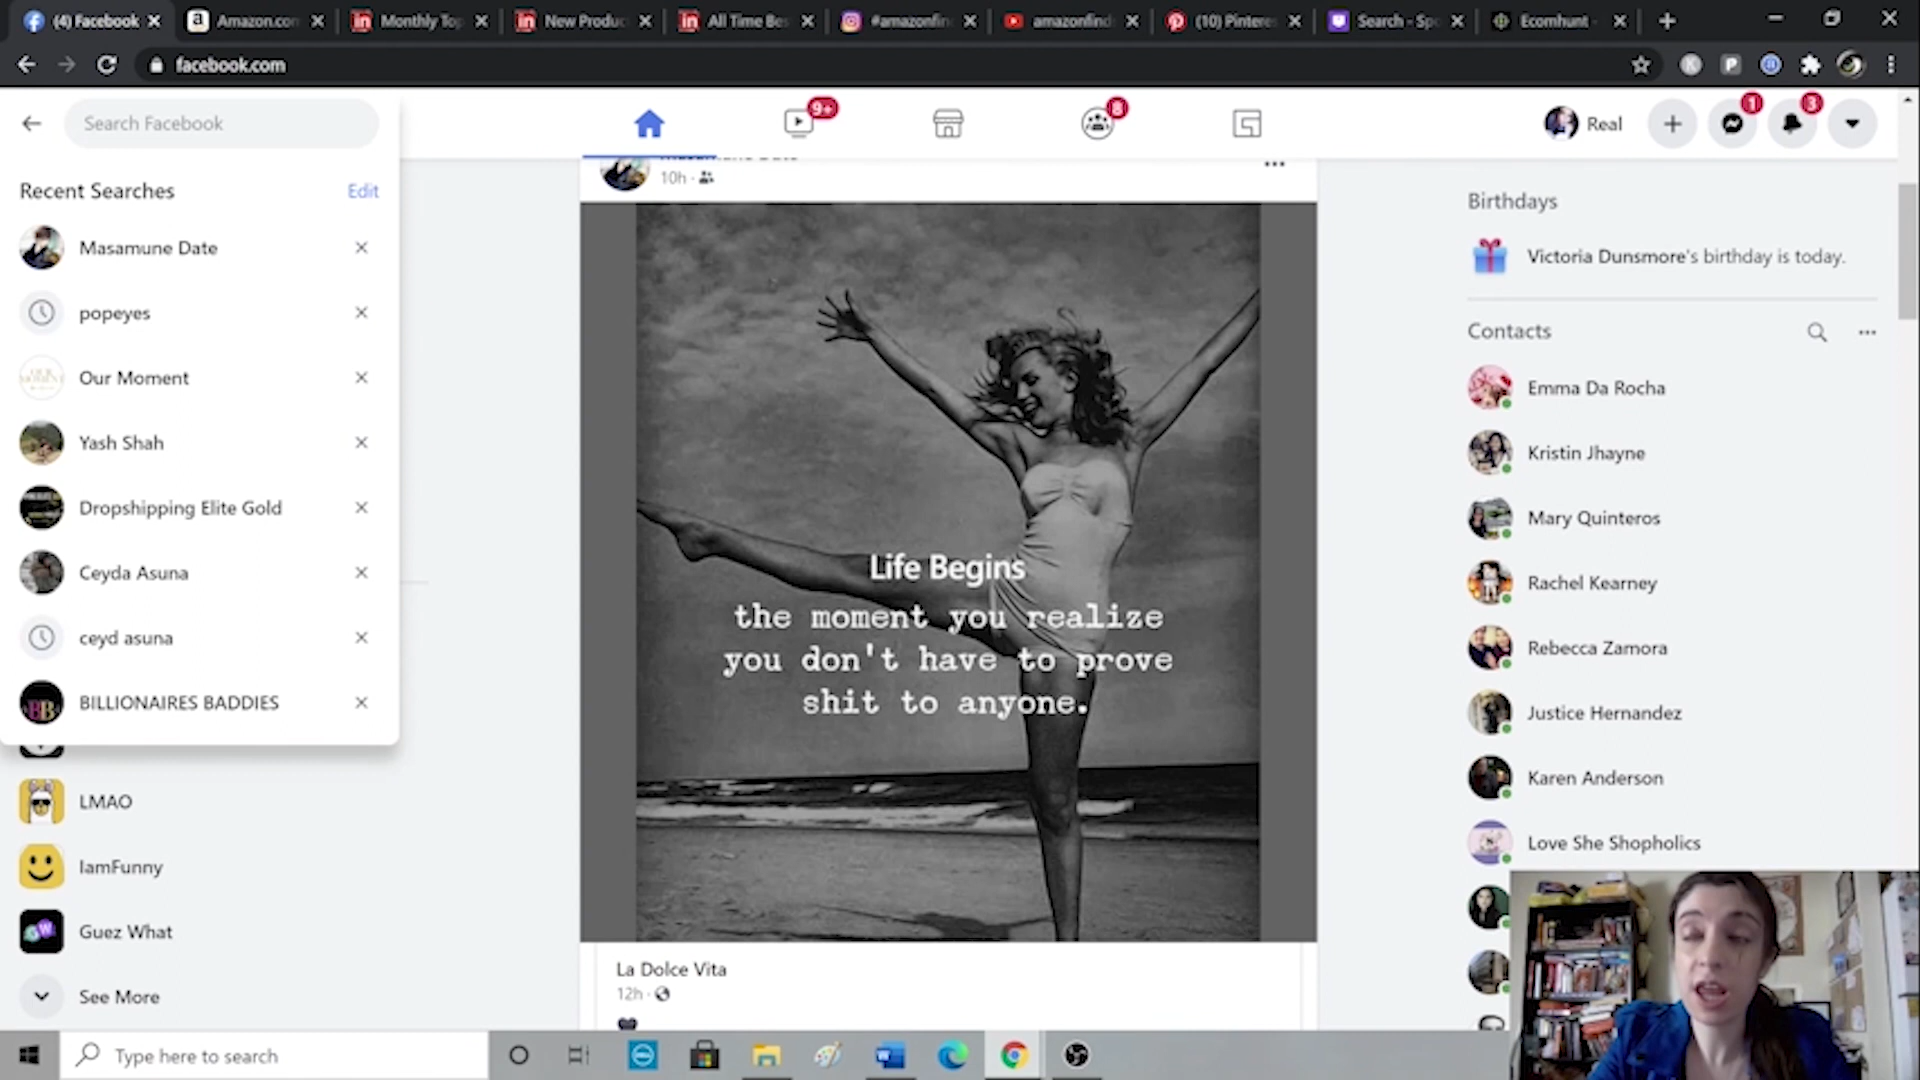 (4) Facebook
Amazon.co
Monthly Top
New Produc
All Time Bes
#amazonfin
amazonfind
(10) Pintere
Search - Sp
Ecomhunt -
facebook.com
Search Facebook
9+
8
Real
1
3
Recent Searches
Edit
Masamune Date
popeyes
Our Moment
Yash Shah
Dropshipping Elite Gold
Ceyda Asuna
ceyd asuna
BILLIONAIRES BADDIES
LMAO
IamFunny
Guez What
See More
10h
Life Begins
the moment you realize
you don't have to prove
shit to anyone.
La Dolce Vita
12h
Birthdays
Victoria Dunsmore's birthday is today.
Contacts
Emma Da Rocha
Kristin Jhayne
Mary Quinteros
Rachel Kearney
Rebecca Zamora
Justice Hernandez
Karen Anderson
Love She Shopholics
Type here to search